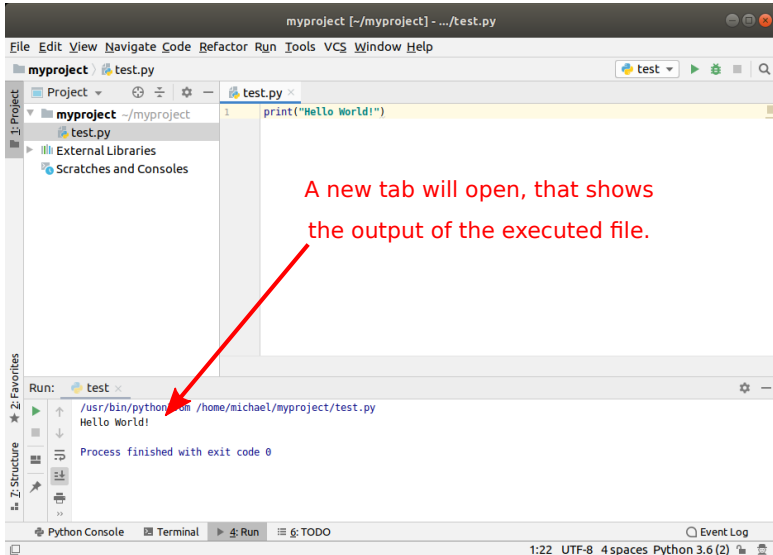 myproject [~/myproject] - .../test.py
File Edit View Navigate Code Refactor Run Tools VCS Window Help
myproject test.py test
1: Project Project test.py
myproject ~/myproject
test.py
External Libraries
Scratches and Consoles
1 print("Hello World!")
A new tab will open, that shows
the output of the executed file.
2: Favorites
7: Structure
Run: test
/home/michael/myproject/test.py
Hello World!
Process finished with exit code 0
Python Console Terminal 4: Run 6: TODO Event Log
1:22 UTF-8 4 spaces Python 3.6 (2)